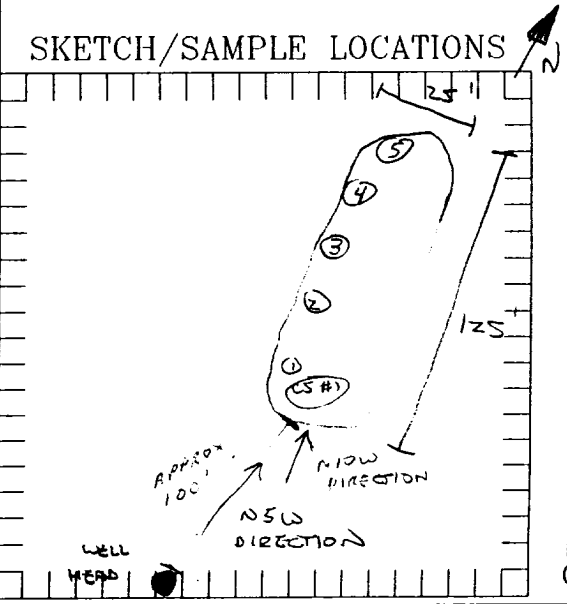 SKETCH/SAMPLE LOCATIONS
N
25'
5
4
3
2
125
1
CS #1
APPROX.
100'
N10W
DIRECTION
N5W
DIRECTION
WELL
HEAD